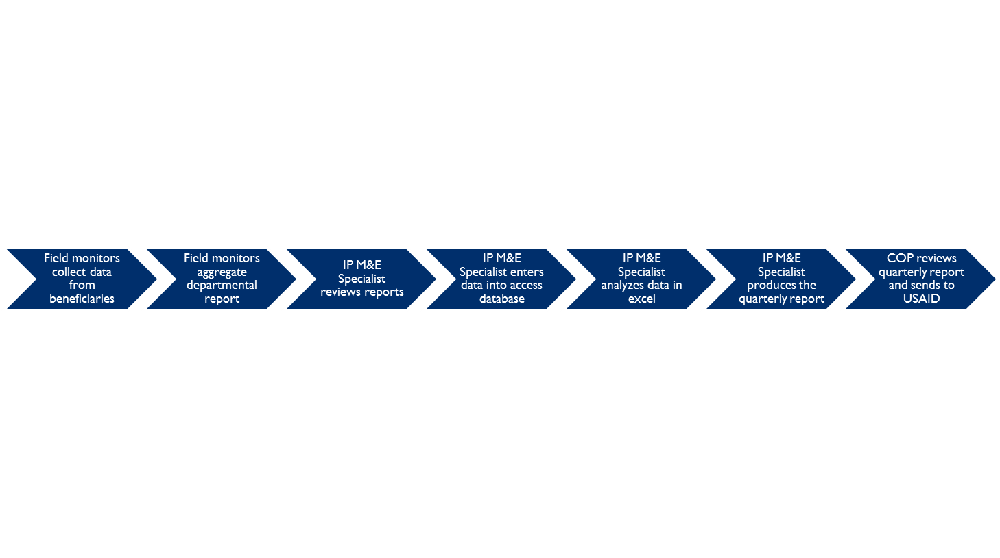 Field monitors
collect data
from
beneficiaries
Field monitors
aggregate
departmental
report
IP M&E
Specialist
reviews reports
IP M&E
Specialist enters
data into access
database
IP M&E
Specialist
analyzes data in
excel
IP M&E
Specialist
produces the
quarterly report
COP reviews
quarterly report
and sends to
USAID